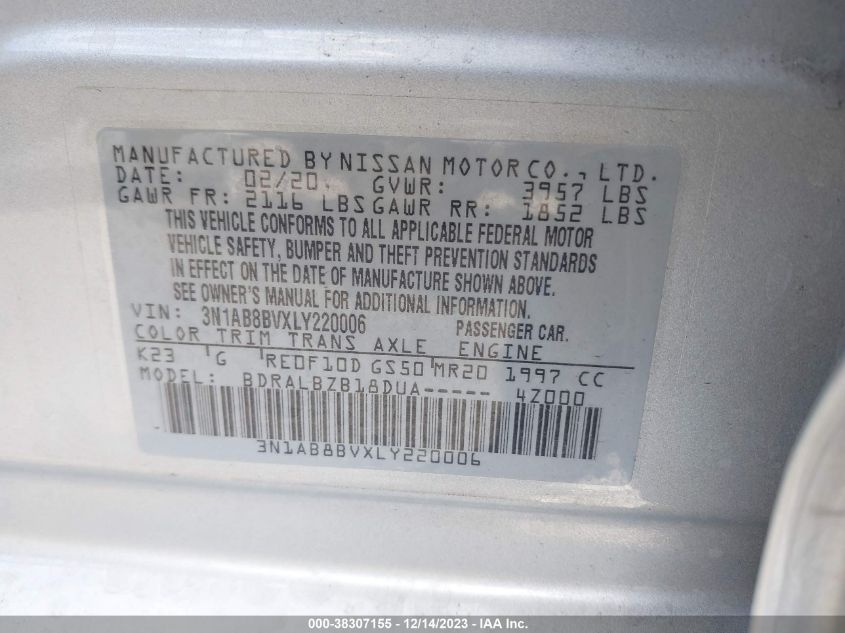 MANUFACTURED BY NISSAN MOTOR CO., LTD.
DATE: 02/20 GVWR: 3957 LBS
GAWR FR: 2116 LBS GAWR RR: 1852 LBS
THIS VEHICLE CONFORMS TO ALL APPLICABLE FEDERAL MOTOR
VEHICLE SAFETY, BUMPER AND THEFT PREVENTION STANDARDS
IN EFFECT ON THE DATE OF MANUFACTURE SHOWN ABOVE.
SEE OWNER'S MANUAL FOR ADDITIONAL INFORMATION.
VIN: 3N1AB8BVXLY220006 PASSENGER CAR.
COLOR TRIM TRANS AXLE ENGINE
K23 G RE0F10D GS50 MR20 1997 CC
MODEL: BDRALBZB18DUA----- 4Z000
3N1AB8BVXLY220006
000-38307155 - 12/14/2023 - IAA Inc.